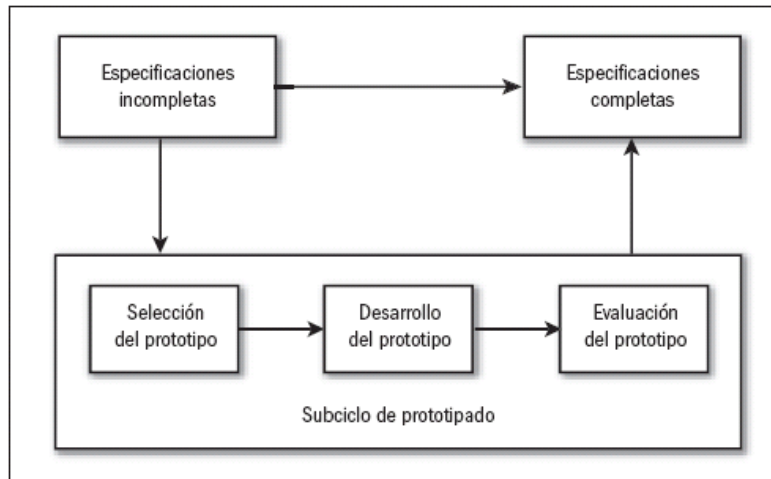 Especificaciones
incompletas
Especificaciones
completas
Selección
del prototipo
Desarrollo
del prototipo
Evaluación
del prototipo
Subciclo de prototipado